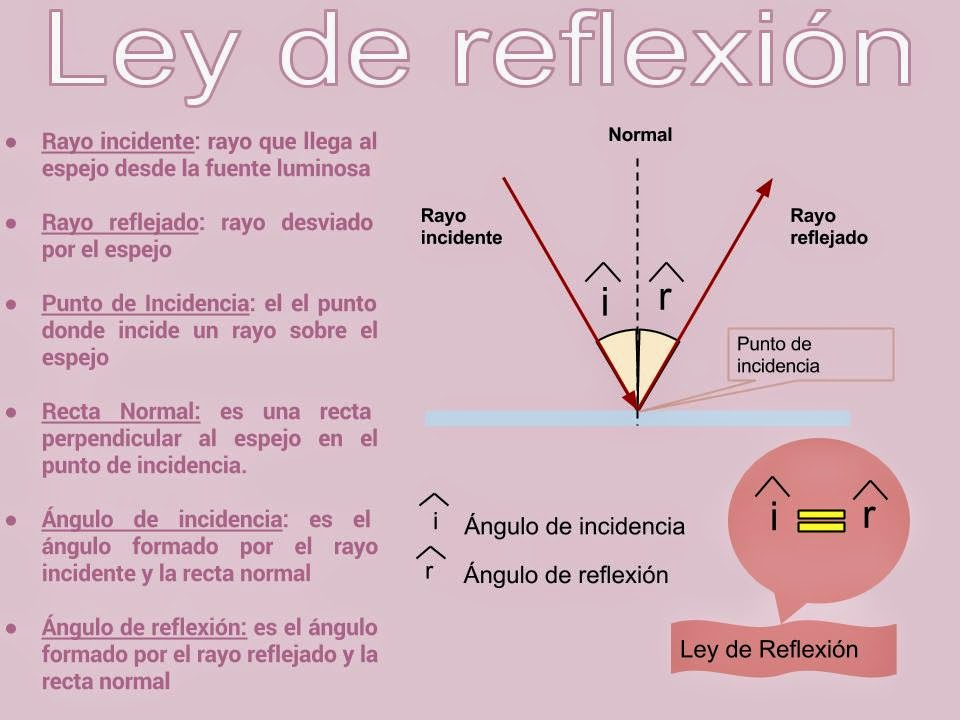 Ley de reflexión
● Rayo incidente: rayo que llega al
espejo desde la fuente luminosa
● Rayo reflejado: rayo desviado
por el espejo
● Punto de Incidencia: el el punto
donde incide un rayo sobre el
espejo
● Recta Normal: es una recta
perpendicular al espejo en el
punto de incidencia.
● Ángulo de incidencia: es el
ángulo formado por el rayo
incidente y la recta normal
● Ángulo de reflexión: es el ángulo
formado por el rayo reflejado y la
recta normal
Normal
Rayo
incidente
Rayo
reflejado
i
r
Punto de
incidencia
i Ángulo de incidencia
r Ángulo de reflexión
i = r
Ley de Reflexión